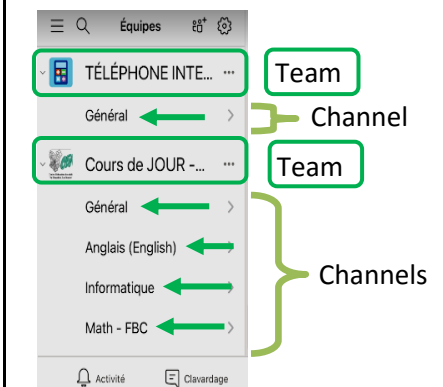 Équipes
TÉLÉPHONE INTE... ... Team
Général Channel
Cours de JOUR -... ... Team
Général
Anglais (English)
Informatique Channels
Math - FBC
Activité Clavardage